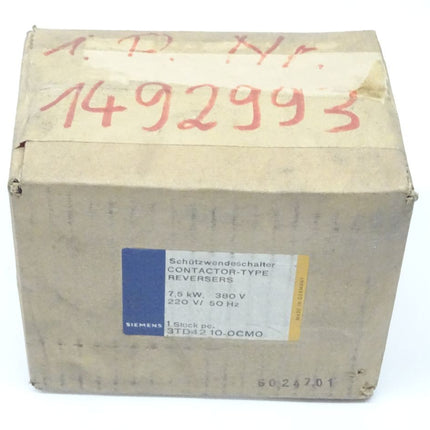 1 P. Nr.
1492993
Schützwendeschalter
CONTACTOR-TYPE
REVERSERS
7,5 kW, 380 V
220 V/ 50 Hz
SIEMENS
1 Stück pc.
3TD42 10-0CM0
MADE IN GERMANY
6024701